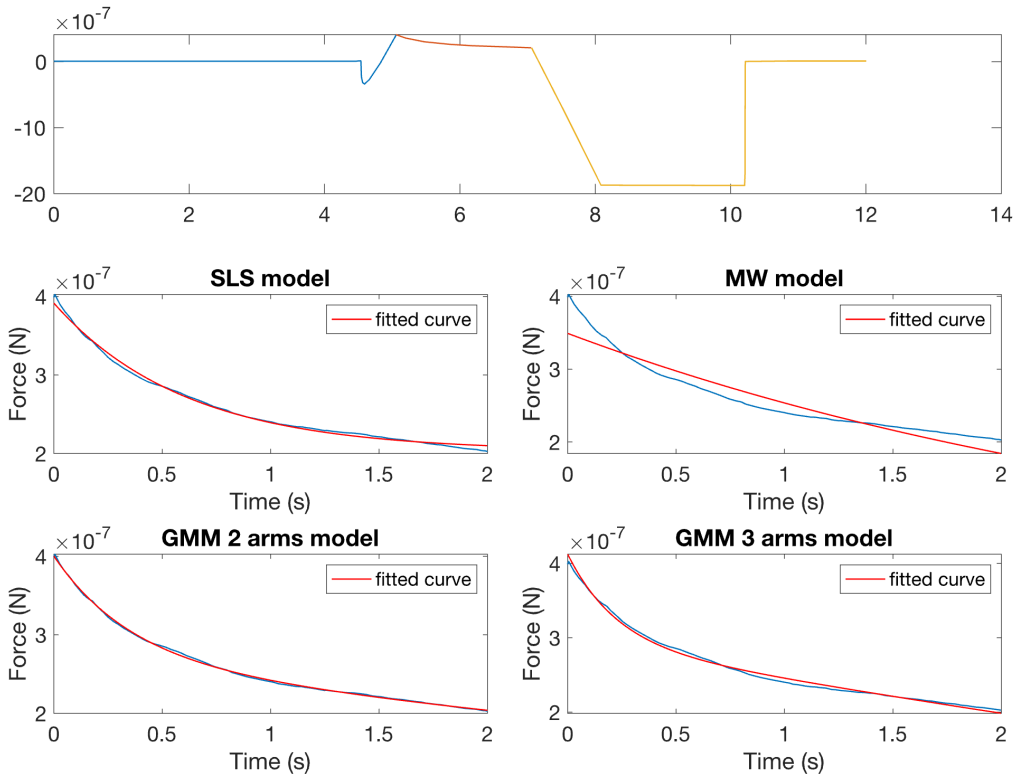 ×10⁻⁷
0
-10
-20
0 2 4 6 8 10 12 14
SLS model
×10⁻⁷
4
3
2
Force (N)
fitted curve
0 0.5 1 1.5 2
Time (s)
MW model
×10⁻⁷
4
3
2
Force (N)
fitted curve
0 0.5 1 1.5 2
Time (s)
GMM 2 arms model
×10⁻⁷
4
3
2
Force (N)
fitted curve
0 0.5 1 1.5 2
Time (s)
GMM 3 arms model
×10⁻⁷
4
3
2
Force (N)
fitted curve
0 0.5 1 1.5 2
Time (s)